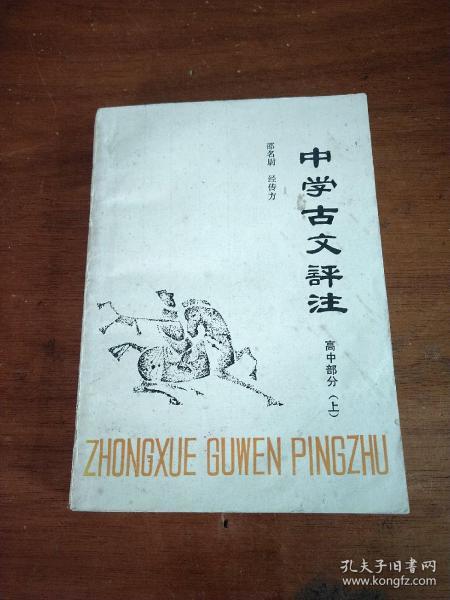 中学古文評注
高中部分（上）
邵名尉 经传方
ZHONGXUE GUWEN PINGZHU
孔夫子旧书网
www.kongfz.com